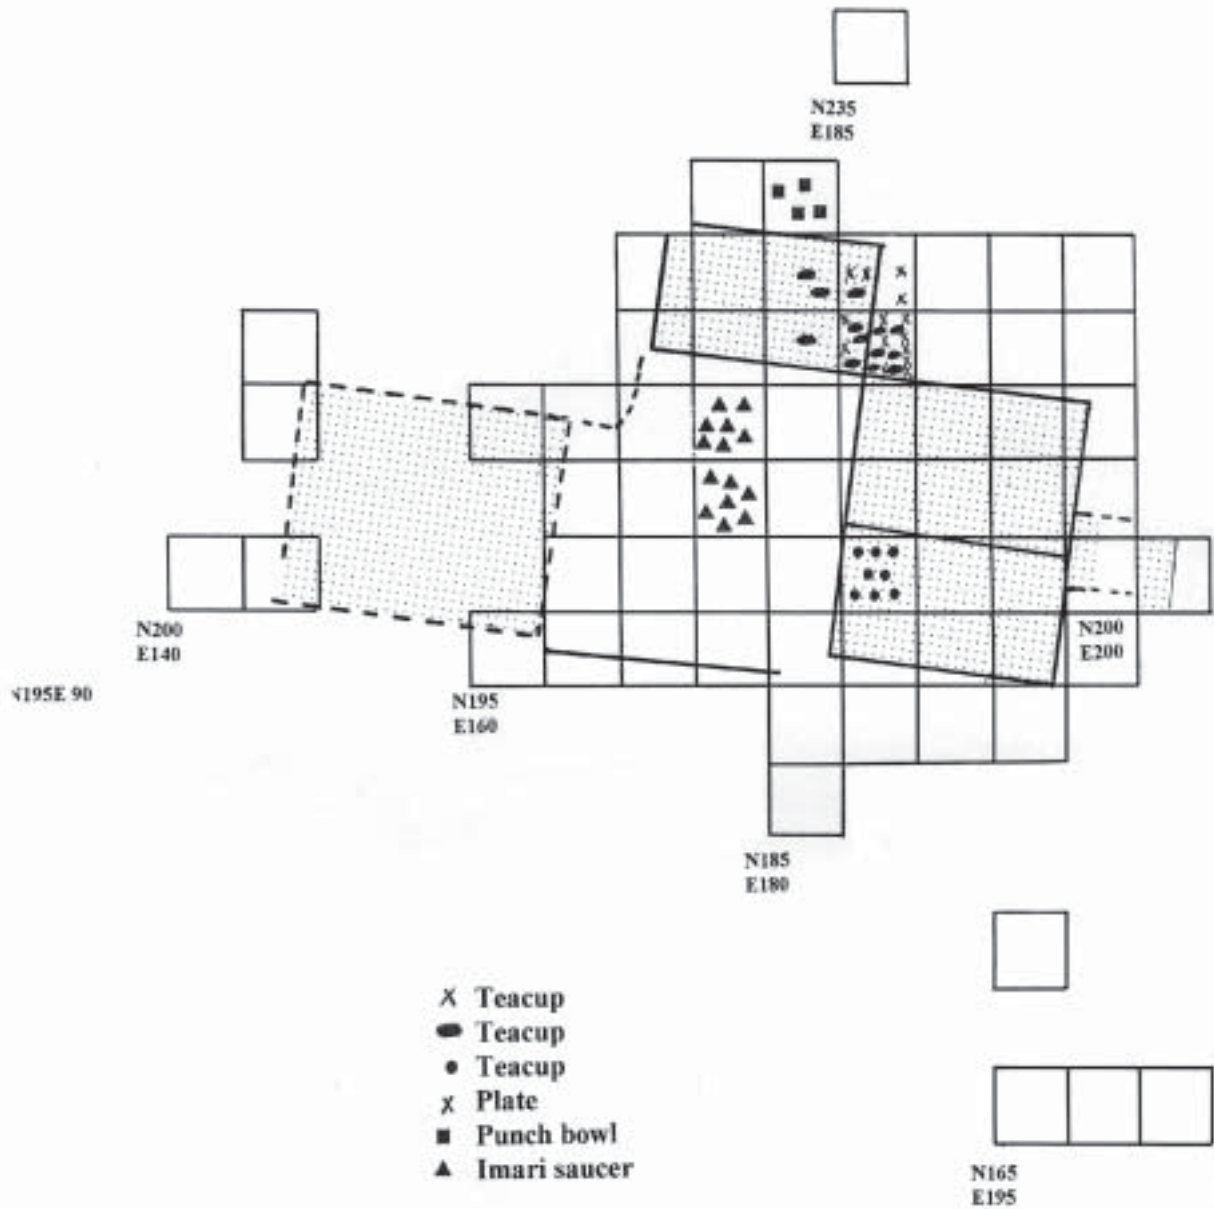 N235
E185
N200
E140
N200
E200
N195E 90
N195
E160
N185
E180
X Teacup
Teacup
• Teacup
x Plate
■ Punch bowl
▲ Imari saucer
N165
E195